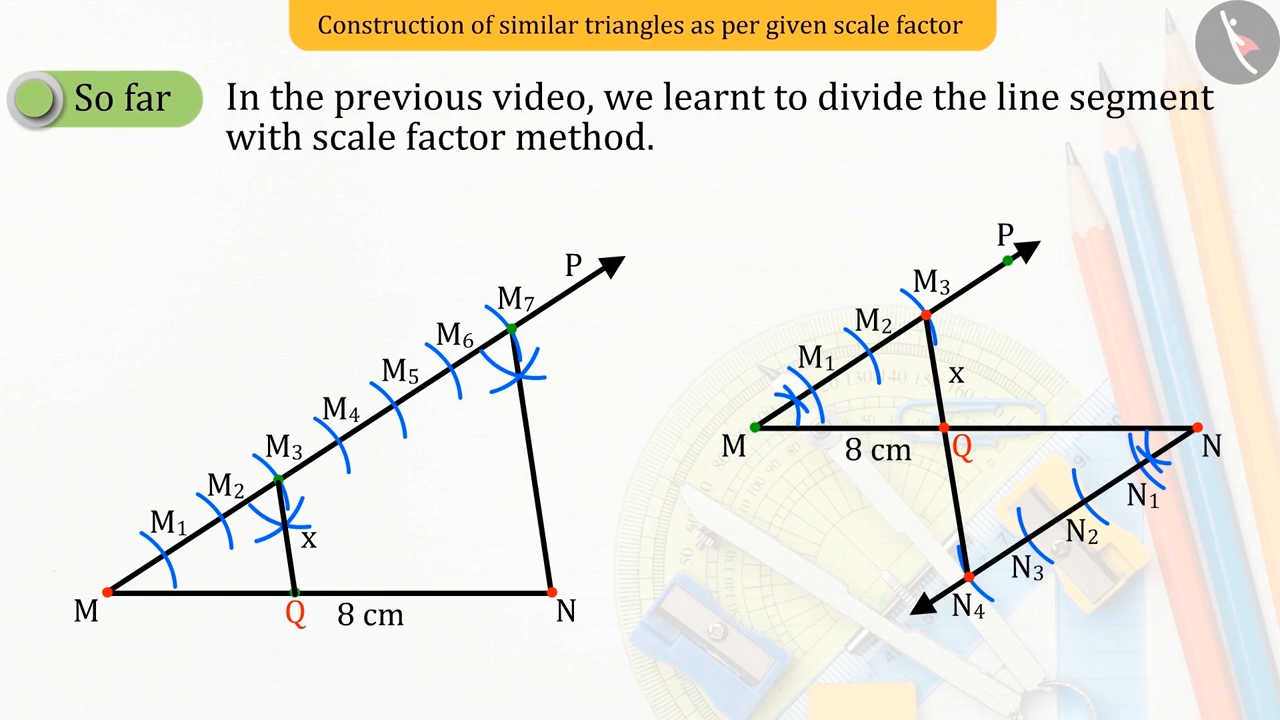 Construction of similar triangles as per given scale factor
So far
In the previous video, we learnt to divide the line segment
with scale factor method.
P
M₇
M₆
M₅
M₄
M₃
M₂
M₁
x
M
Q
8 cm
N
P
M₃
M₂
M₁
x
M
8 cm
Q
N
N₁
N₂
N₃
N₄